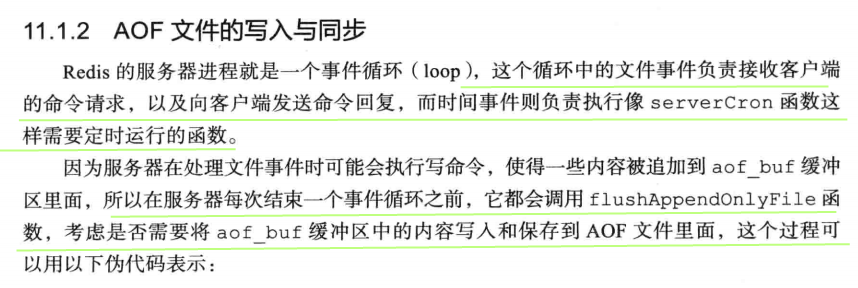 11.1.2 AOF 文件的写入与同步
Redis 的服务器进程就是一个事件循环（loop），这个循环中的文件事件负责接收客户端
的命令请求，以及向客户端发送命令回复，而时间事件则负责执行像 serverCron 函数这
样需要定时运行的函数。
因为服务器在处理文件事件时可能会执行写命令，使得一些内容被追加到 aof_buf 缓冲
区里面，所以在服务器每次结束一个事件循环之前，它都会调用 flushAppendOnlyFile 函
数，考虑是否需要将 aof_buf 缓冲区中的内容写入和保存到 AOF 文件里面，这个过程可
以用以下伪代码表示：